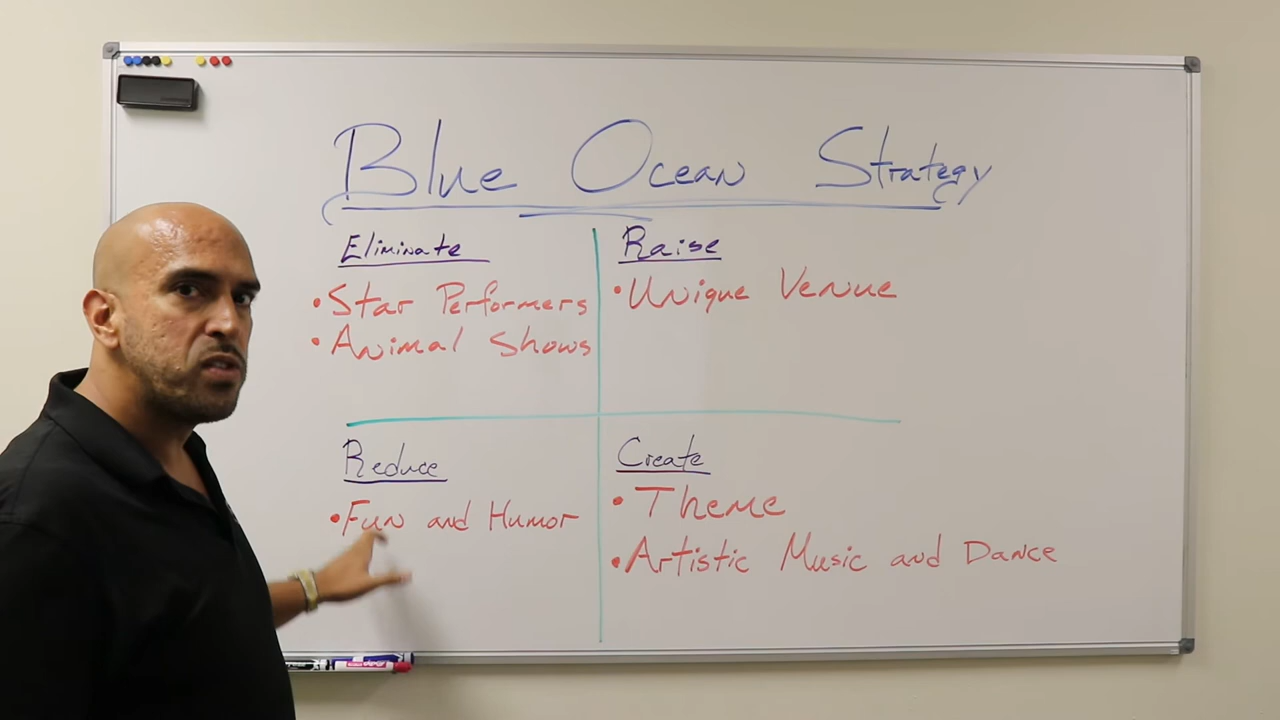 Blue Ocean Strategy
Eliminate
• Star Performers
• Animal Shows
Raise
• Unique Venue
Reduce
• Fun and Humor
Create
• Theme
• Artistic Music and Dance